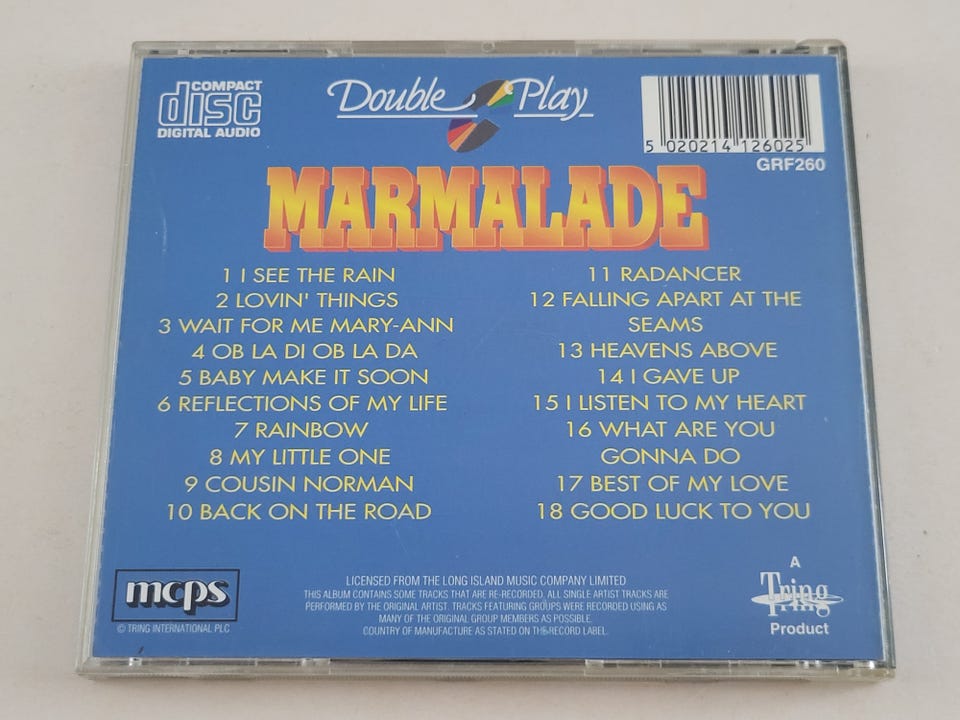 COMPACT
disc
DIGITAL AUDIO
Double Play
5 020214 126025
GRF260
MARMALADE
1 I SEE THE RAIN
2 LOVIN' THINGS
3 WAIT FOR ME MARY-ANN
4 OB LA DI OB LA DA
5 BABY MAKE IT SOON
6 REFLECTIONS OF MY LIFE
7 RAINBOW
8 MY LITTLE ONE
9 COUSIN NORMAN
10 BACK ON THE ROAD
11 RADANCER
12 FALLING APART AT THE
SEAMS
13 HEAVENS ABOVE
14 I GAVE UP
15 I LISTEN TO MY HEART
16 WHAT ARE YOU
GONNA DO
17 BEST OF MY LOVE
18 GOOD LUCK TO YOU
mcps
© TRING INTERNATIONAL PLC
LICENSED FROM THE LONG ISLAND MUSIC COMPANY LIMITED
THIS ALBUM CONTAINS SOME TRACKS THAT ARE RE-RECORDED. ALL SINGLE ARTIST TRACKS ARE
PERFORMED BY THE ORIGINAL ARTIST. TRACKS FEATURING GROUPS WERE RECORDED USING AS
MANY OF THE ORIGINAL GROUP MEMBERS AS POSSIBLE.
COUNTRY OF MANUFACTURE AS STATED ON THE RECORD LABEL.
A
Tring
Product